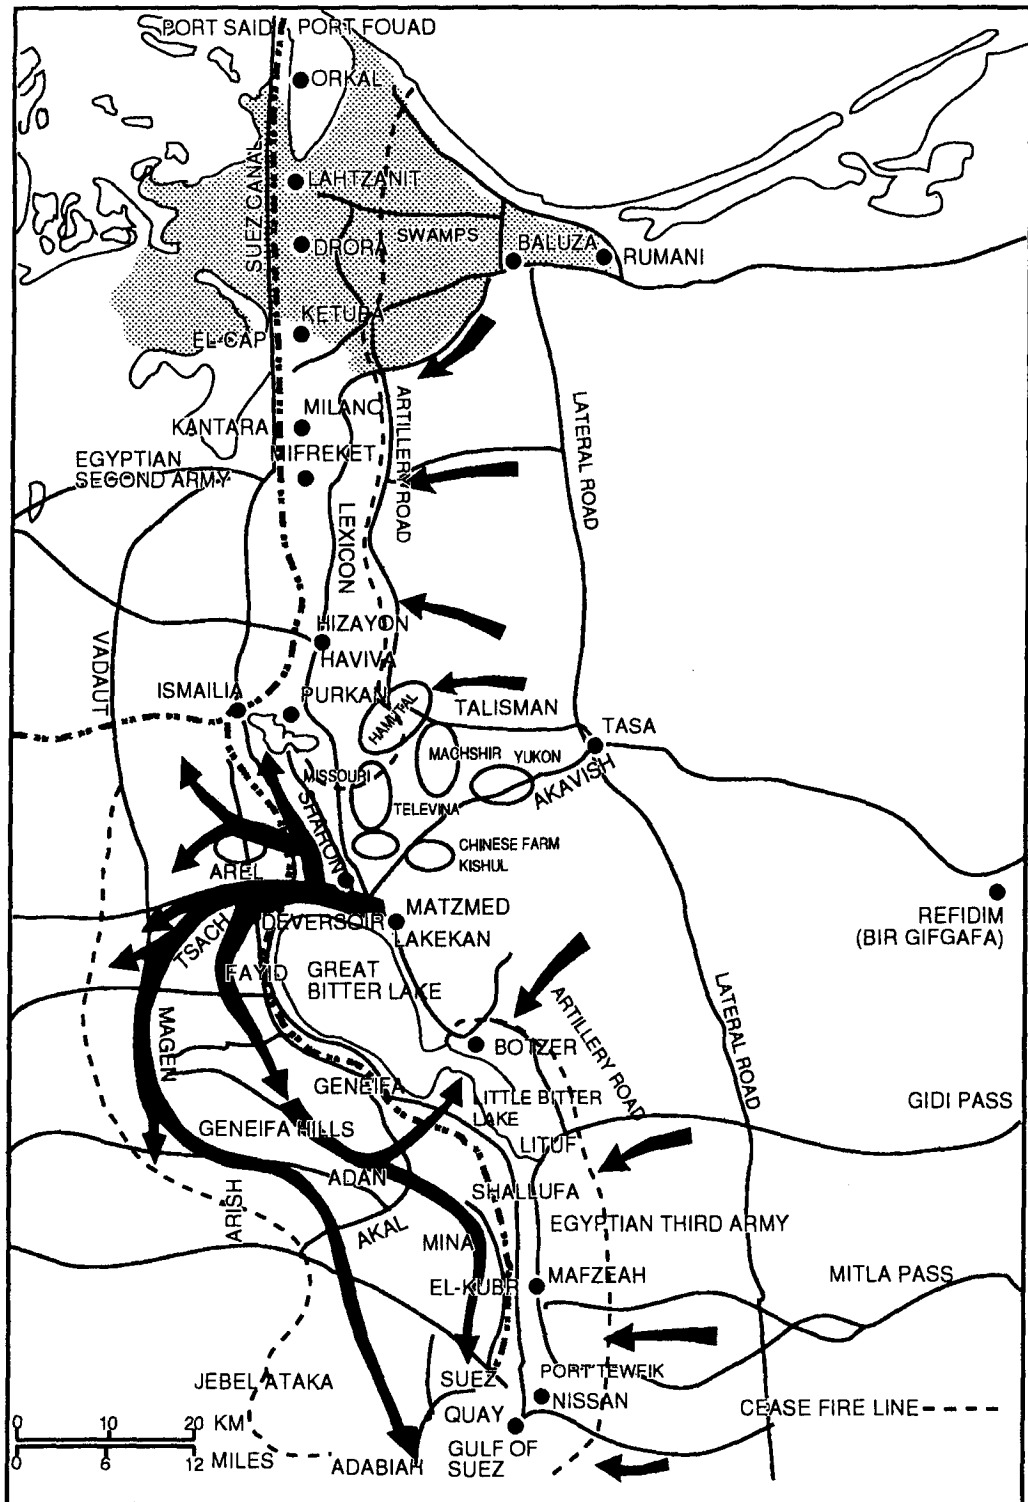 PORT SAID
PORT FOUAD
ORKAL
SUEZ CANAL
LAHTZANIT
SWAMPS
DRORA
BALUZA
RUMANI
KETUBA
EL-CAP
MILANO
KANTARA
MIFREKET
EGYPTIAN
SECOND ARMY
ARTILLERY ROAD
LATERAL ROAD
LEXICON
HIZAYON
HAVIVA
VADAUT
ISMAILIA
PURKAN
HAMUTAL
TALISMAN
TASA
MACHSHIR
YUKON
AKAVISH
MISSOURI
TELEVINA
SHARON
CHINESE FARM
KISHUL
AREL
MATZMED
DEVERSOIR
LAKEKAN
REFIDIM
(BIR GIFGAFA)
TSACH
FAYID
GREAT
BITTER LAKE
MAGEN
BOTZER
ARTILLERY ROAD
LATERAL ROAD
GENEIFA
LITTLE BITTER
LAKE
GIDI PASS
GENEIFA HILLS
LITUF
ADAN
SHALLUFA
ARISH
AKAL
EGYPTIAN THIRD ARMY
MINA
EL-KUBR
MAFZEAH
MITLA PASS
JEBEL ATAKA
SUEZ
PORT TEWFIK
NISSAN
QUAY
CEASE FIRE LINE
GULF OF
SUEZ
ADABIAH
0 10 20 KM
0 6 12 MILES